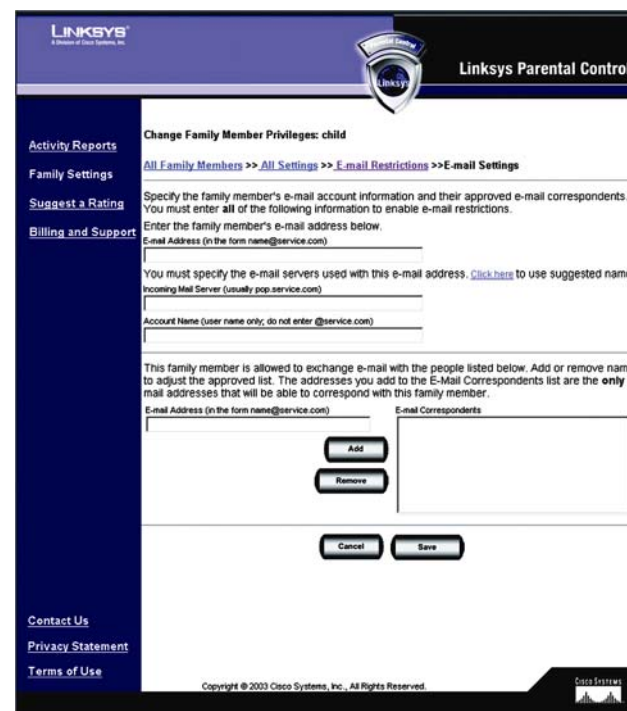 LINKSYS®
A Division of Cisco Systems, Inc.
Parental Control
Linksys
Linksys Parental Control
Activity Reports
Family Settings
Suggest a Rating
Billing and Support
Change Family Member Privileges: child
All Family Members >> All Settings >> E-mail Restrictions >>E-mail Settings
Specify the family member's e-mail account information and their approved e-mail correspondents.
You must enter all of the following information to enable e-mail restrictions.
Enter the family member's e-mail address below.
E-mail Address (in the form name@service.com)
You must specify the e-mail servers used with this e-mail address. Click here to use suggested nam
Incoming Mail Server (usually pop.service.com)
Account Name (user name only; do not enter @service.com)
This family member is allowed to exchange e-mail with the people listed below. Add or remove nam
to adjust the approved list. The addresses you add to the E-Mail Correspondents list are the only
mail addresses that will be able to correspond with this family member.
E-mail Address (in the form name@service.com)
E-mail Correspondents
Add
Remove
Cancel
Save
Contact Us
Privacy Statement
Terms of Use
Copyright © 2003 Cisco Systems, Inc., All Rights Reserved.
CISCO SYSTEMS